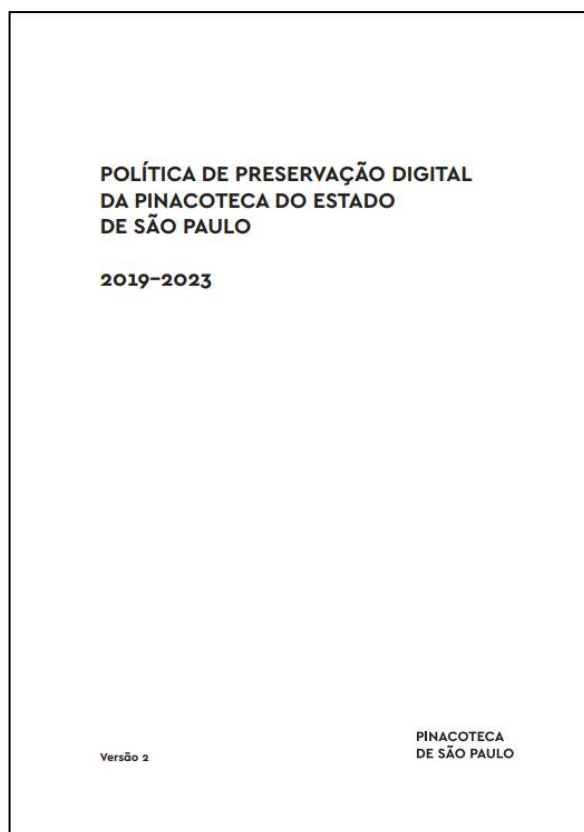 POLÍTICA DE PRESERVAÇÃO DIGITAL
DA PINACOTECA DO ESTADO
DE SÃO PAULO
2019–2023
Versão 2
PINACOTECA
DE SÃO PAULO